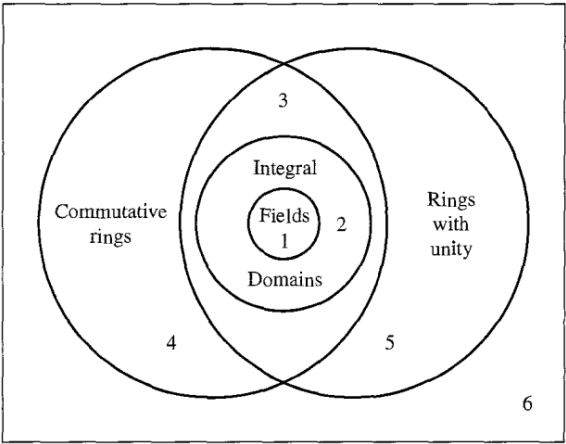 3
Integral
Commutative
rings
Fields
1
2
Rings
with
unity
Domains
4
5
6